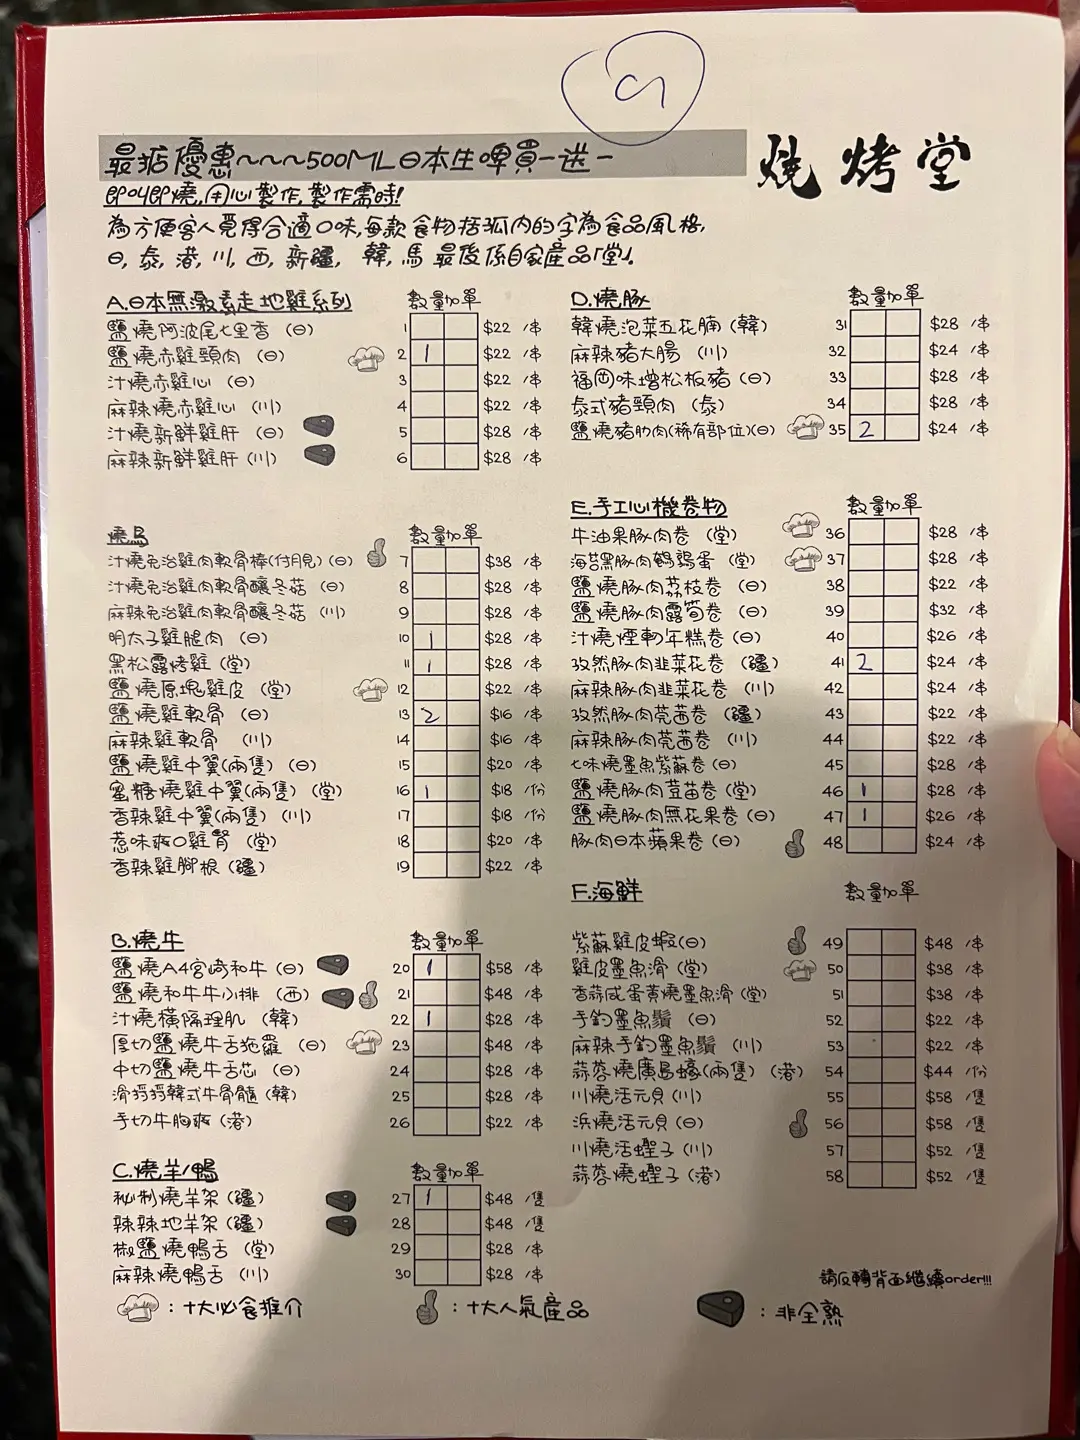 最抵優惠~~~500ML日本生啤買一送一
燒烤堂
即叫即燒,用心製作,製作需時!
為方便客人覓得合適口味,每款食物括弧内的字為食品風格,
日,泰,港,川,西,新疆,韓,馬 最後係自家產品「堂」.
A.日本無激素走地雞系列 數量 加單
鹽燒阿波尾七里香 (日) 1 $22 /串
鹽燒赤雞頸肉 (日) 2 1 $22 /串
汁燒赤雞心 (日) 3 $22 /串
麻辣燒赤雞心 (川) 4 $22 /串
汁燒新鮮雞肝 (日) 5 $28 /串
麻辣新鮮雞肝 (川) 6 $28 /串
燒鳥 數量 加單
汁燒免治雞肉軟骨棒(付月見) (日) 7 $38 /串
汁燒免治雞肉軟骨釀冬菇 (日) 8 $28 /串
麻辣免治雞肉軟骨釀冬菇 (川) 9 $28 /串
明太子雞腿肉 (日) 10 1 $28 /串
黑松露烤雞 (堂) 11 1 $28 /串
鹽燒原塊雞皮 (堂) 12 $22 /串
鹽燒雞軟骨 (日) 13 2 $16 /串
麻辣雞軟骨 (川) 14 $16 /串
鹽燒雞中翼(兩隻) (日) 15 $20 /串
蜜糖燒雞中翼(兩隻) (堂) 16 1 $18 /份
香辣雞中翼(兩隻) (川) 17 $18 /份
惹味爽口雞腎 (堂) 18 $20 /串
香辣雞腳根 (疆) 19 $22 /串
B.燒牛 數量 加單
鹽燒A4宮崎和牛 (日) 20 1 $58 /串
鹽燒和牛牛小排 (西) 21 $48 /串
汁燒橫隔理肌 (韓) 22 1 $28 /串
厚切鹽燒牛舌拖羅 (日) 23 $48 /串
中切鹽燒牛舌芯 (日) 24 $28 /串
滑捋捋韓式牛骨髓 (韓) 25 $28 /串
手切牛胸爽 (港) 26 $22 /串
C.燒羊/鴨 數量 加單
秘制燒羊架 (疆) 27 1 $48 /隻
辣辣地羊架 (疆) 28 $48 /隻
椒鹽燒鴨舌 (堂) 29 $28 /串
麻辣燒鴨舌 (川) 30 $28 /串
D.燒豚 數量 加單
韓燒泡菜五花腩 (韓) 31 $28 /串
麻辣豬大腸 (川) 32 $24 /串
福岡味增松板豬 (日) 33 $28 /串
泰式豬頸肉 (泰) 34 $28 /串
鹽燒豬肋肉(稀有部位)(日) 35 2 $24 /串
E.手工心機卷物 數量 加單
牛油果豚肉卷 (堂) 36 $28 /串
海苔黑豚肉鵪鶉蛋 (堂) 37 $28 /串
鹽燒豚肉荔枝卷 (日) 38 $22 /串
鹽燒豚肉露筍卷 (日) 39 $32 /串
汁燒煙鴨年糕卷 (日) 40 $26 /串
孜然豚肉韭菜花卷 (疆) 41 2 $24 /串
麻辣豚肉韭菜花卷 (川) 42 $24 /串
孜然豚肉莞茜卷 (疆) 43 $22 /串
麻辣豚肉莞茜卷 (川) 44 $22 /串
七味燒墨魚紫蘇卷 (日) 45 $28 /串
鹽燒豚肉荳苗卷 (堂) 46 1 $28 /串
鹽燒豚肉無花果卷 (日) 47 1 $26 /串
豚肉日本蘋果卷 (日) 48 $24 /串
F.海鮮 數量 加單
紫蘇雞皮蝦(日) 49 $48 /串
雞皮墨魚滑 (堂) 50 $38 /串
香蒜咸蛋黃燒墨魚滑 (堂) 51 $38 /串
手釣墨魚鬚 (日) 52 $22 /串
麻辣手釣墨魚鬚 (川) 53 $22 /串
蒜蓉燒廣島蠔(兩隻) (港) 54 $44 /份
川燒活元貝 (川) 55 $58 /隻
浜燒活元貝 (日) 56 $58 /隻
川燒活蟶子 (川) 57 $52 /隻
蒜蓉燒蟶子 (港) 58 $52 /隻
請反轉背面繼續order!!!
: 十大必食推介
: 十大人氣產品
: 非全熟